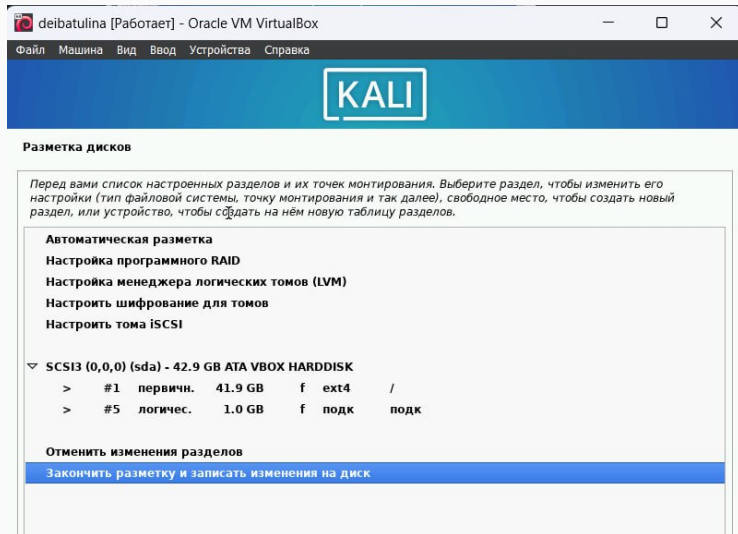 deibatulina [Работает] - Oracle VM VirtualBox
Файл Машина Вид Ввод Устройства Справка
KALI
Разметка дисков
Перед вами список настроенных разделов и их точек монтирования. Выберите раздел, чтобы изменить его
настройки (тип файловой системы, точку монтирования и так далее), свободное место, чтобы создать новый
раздел, или устройство, чтобы создать на нём новую таблицу разделов.
Автоматическая разметка
Настройка программного RAID
Настройка менеджера логических томов (LVM)
Настроить шифрование для томов
Настроить тома iSCSI
SCSI3 (0,0,0) (sda) - 42.9 GB ATA VBOX HARDDISK
> #1 первичн. 41.9 GB f ext4 /
> #5 логичес. 1.0 GB f подк подк
Отменить изменения разделов
Закончить разметку и записать изменения на диск